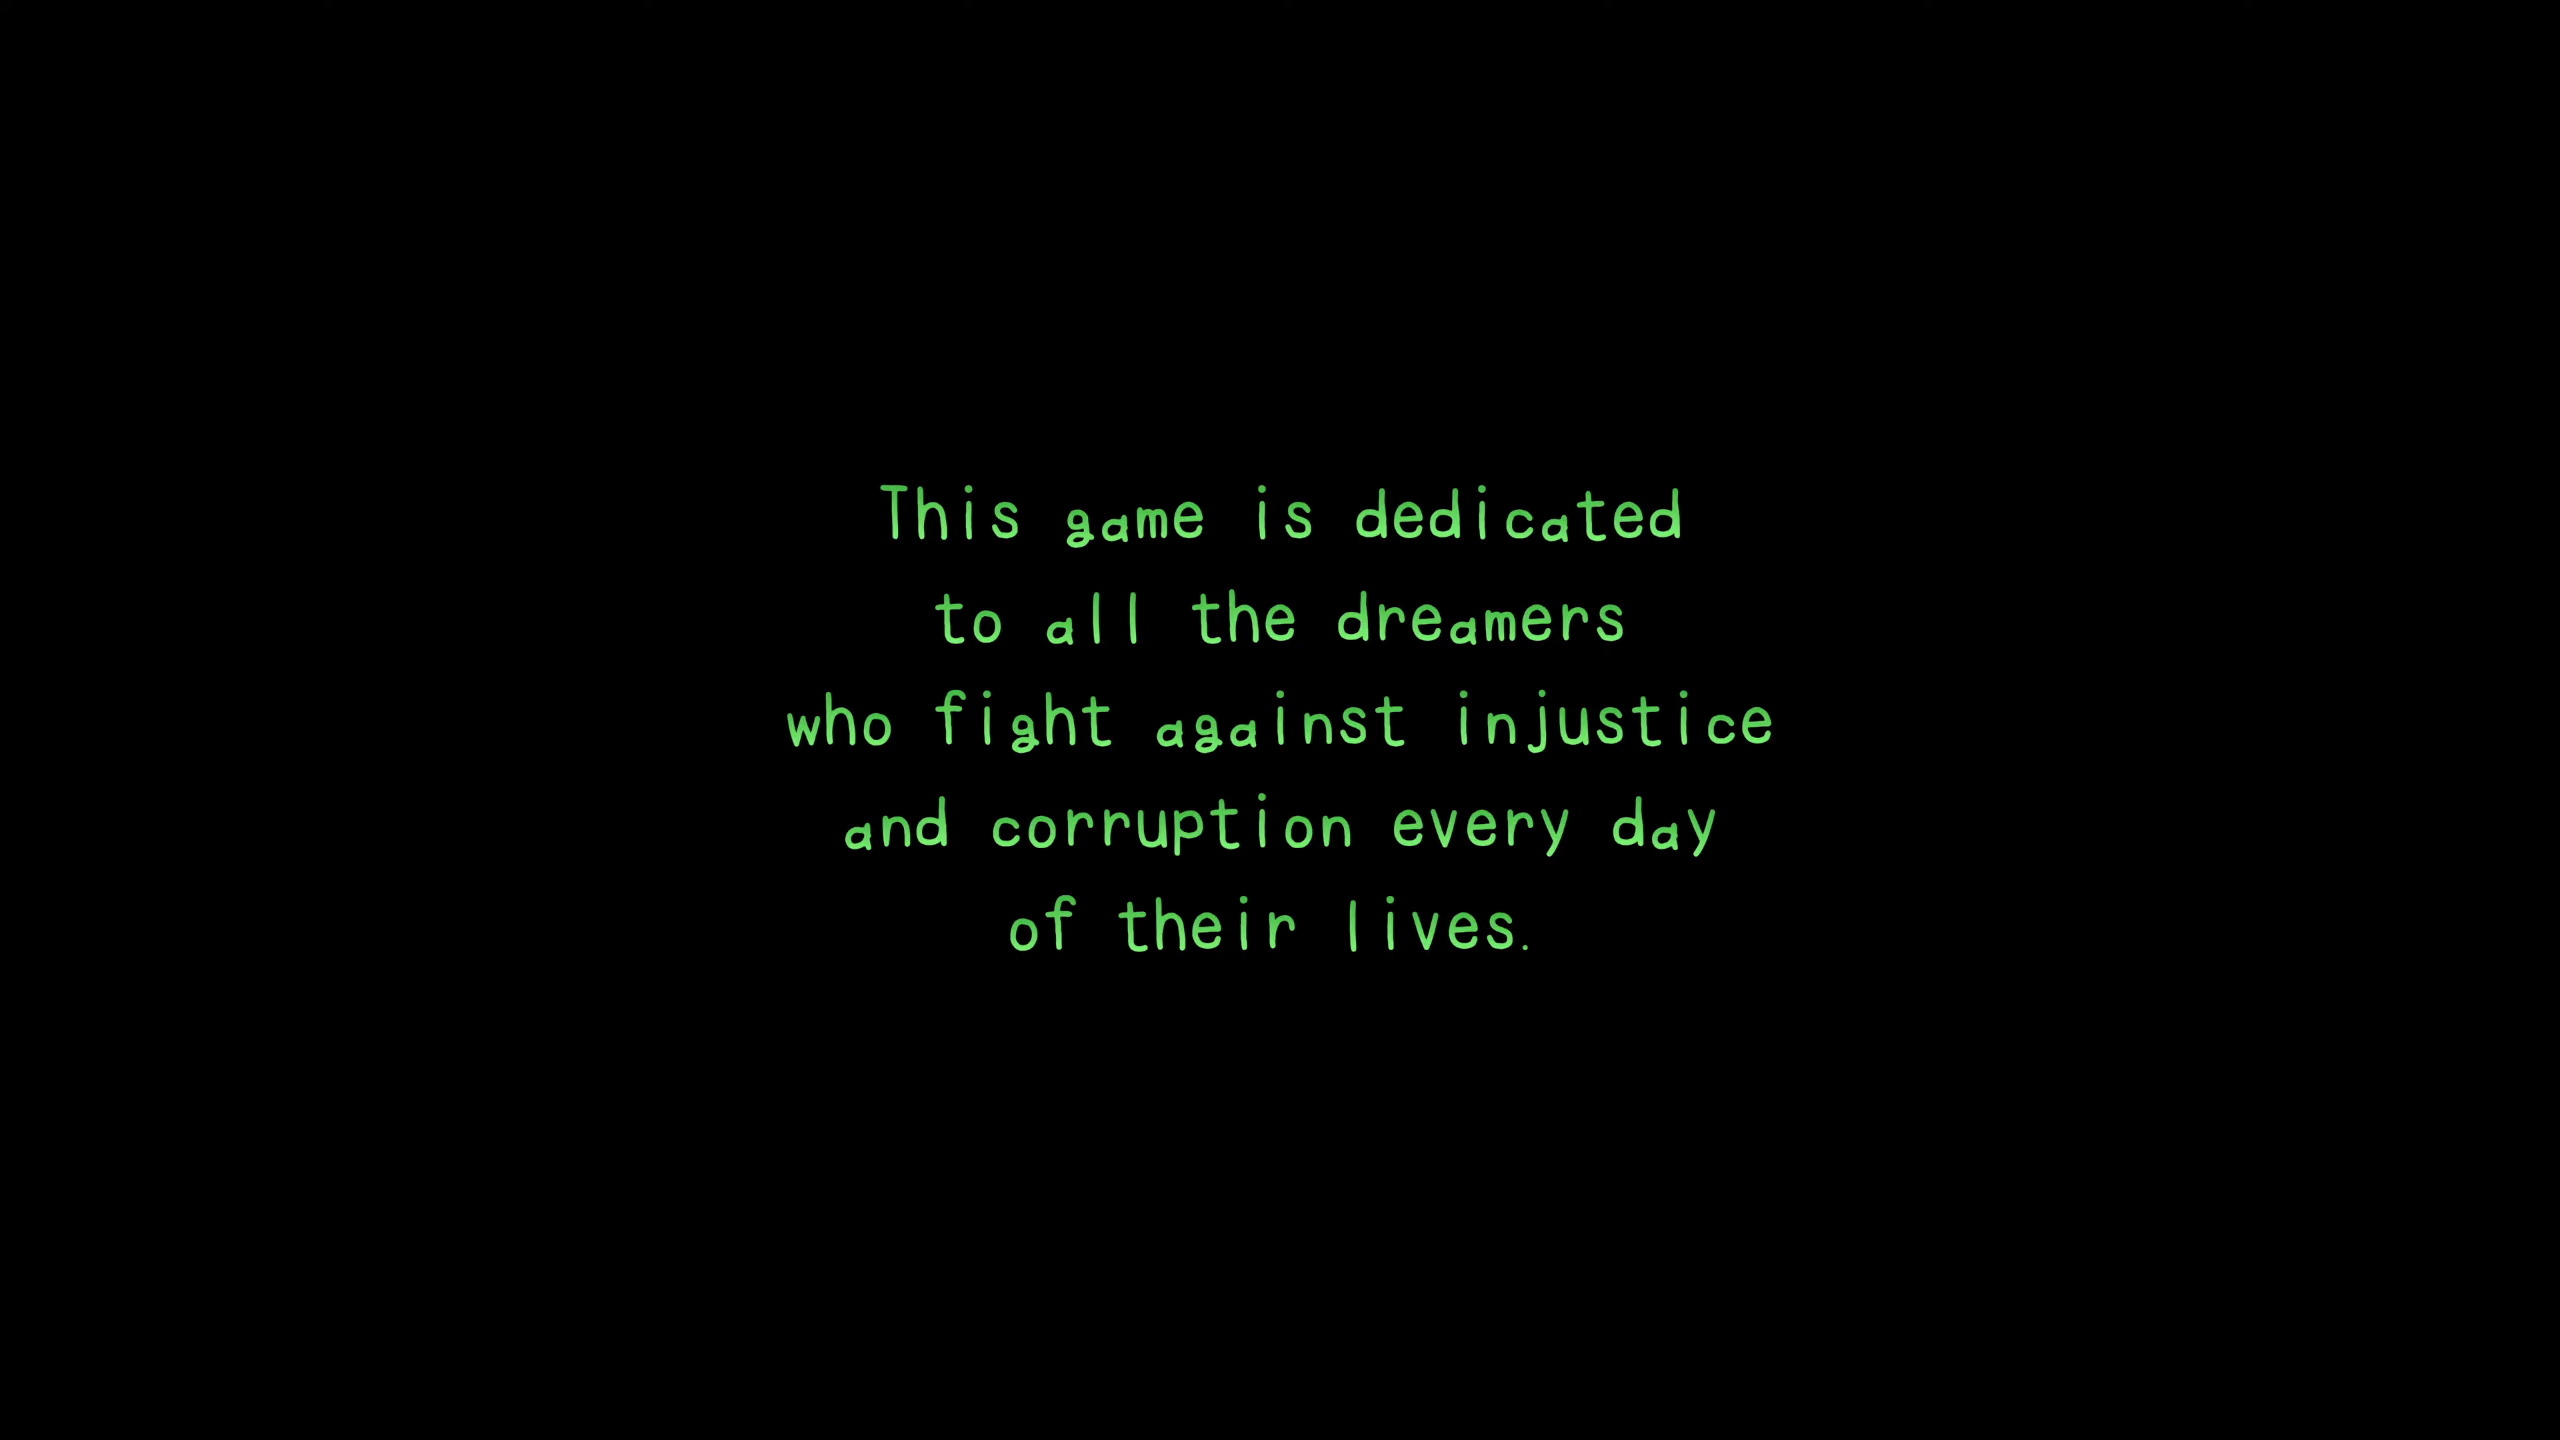 This game is dedicated
to all the dreamers
who fight against injustice
and corruption every day
of their lives.